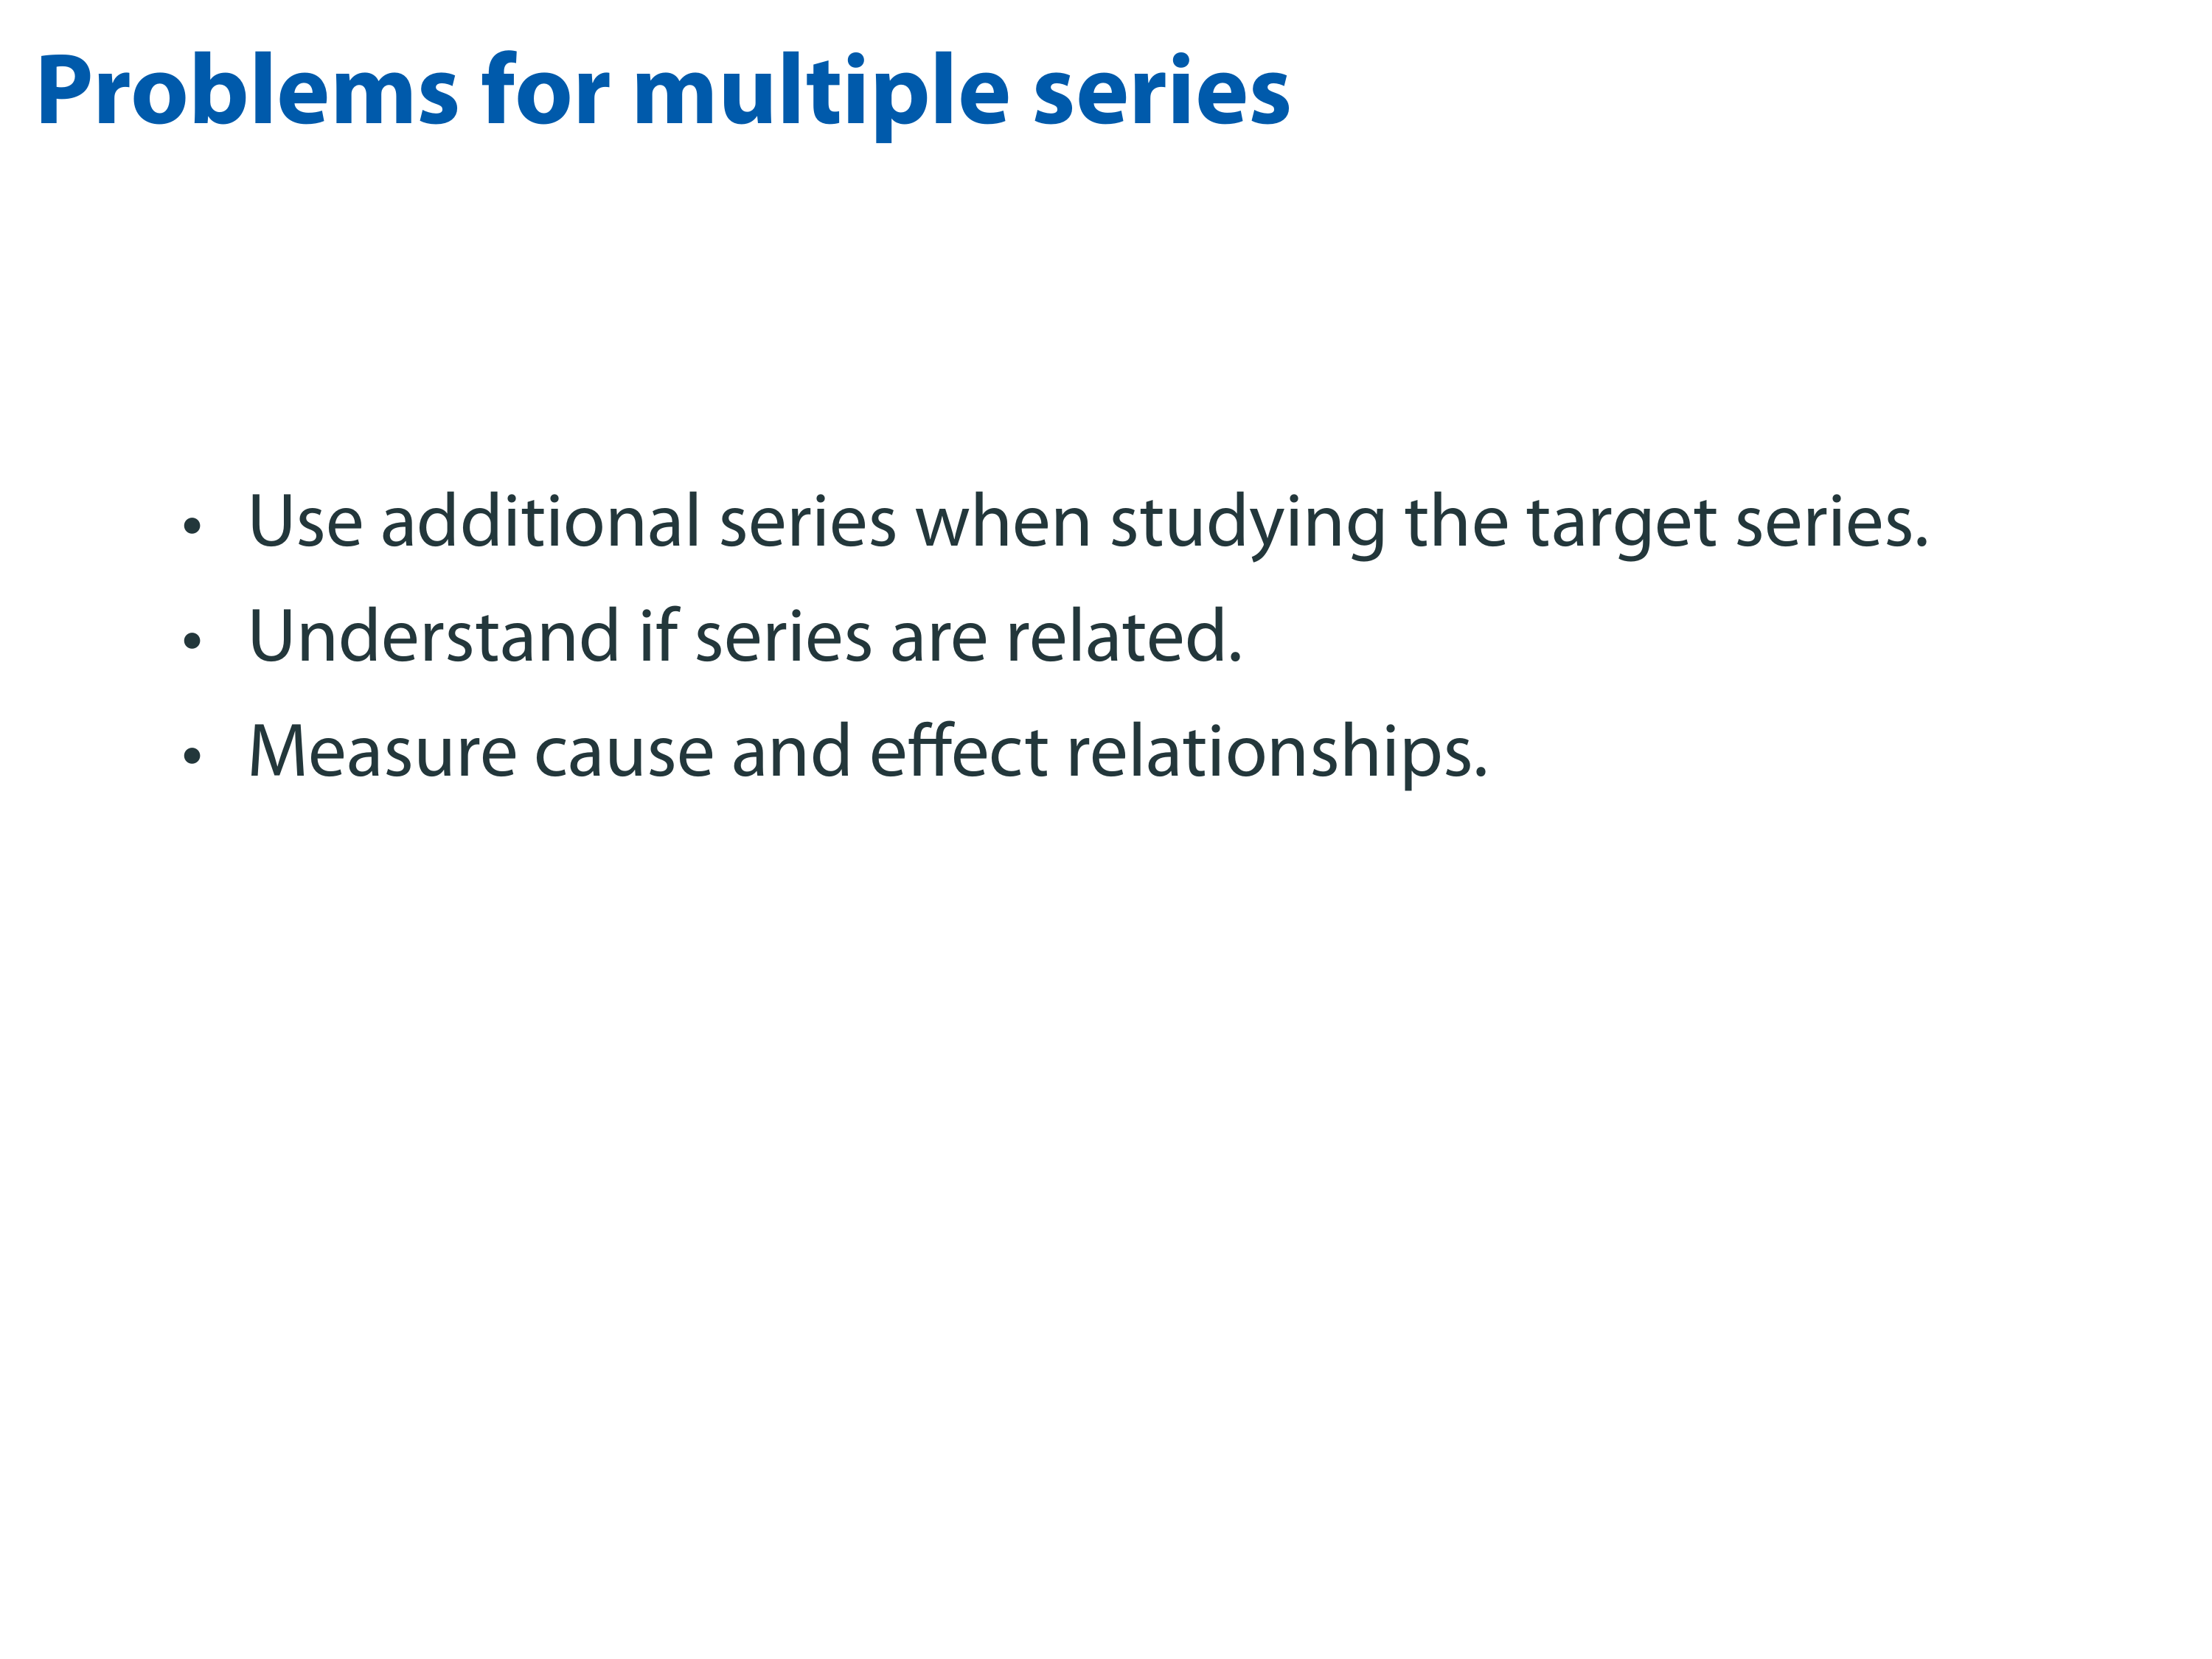 Problems for multiple series
• Use additional series when studying the target series.
• Understand if series are related.
• Measure cause and effect relationships.